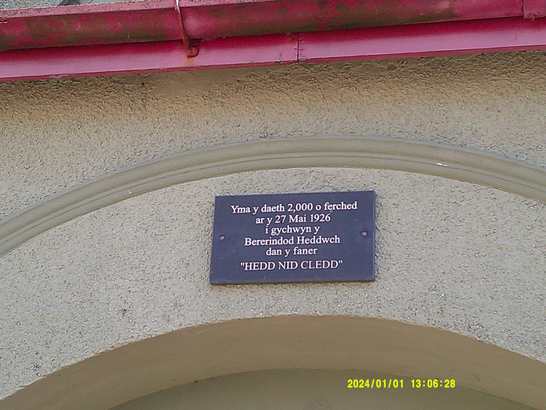 Yma y daeth 2,000 o ferched
ar y 27 Mai 1926
i gychwyn y
Bererindod Heddwch
dan y faner
"HEDD NID CLEDD"
2024/01/01 13:06:28